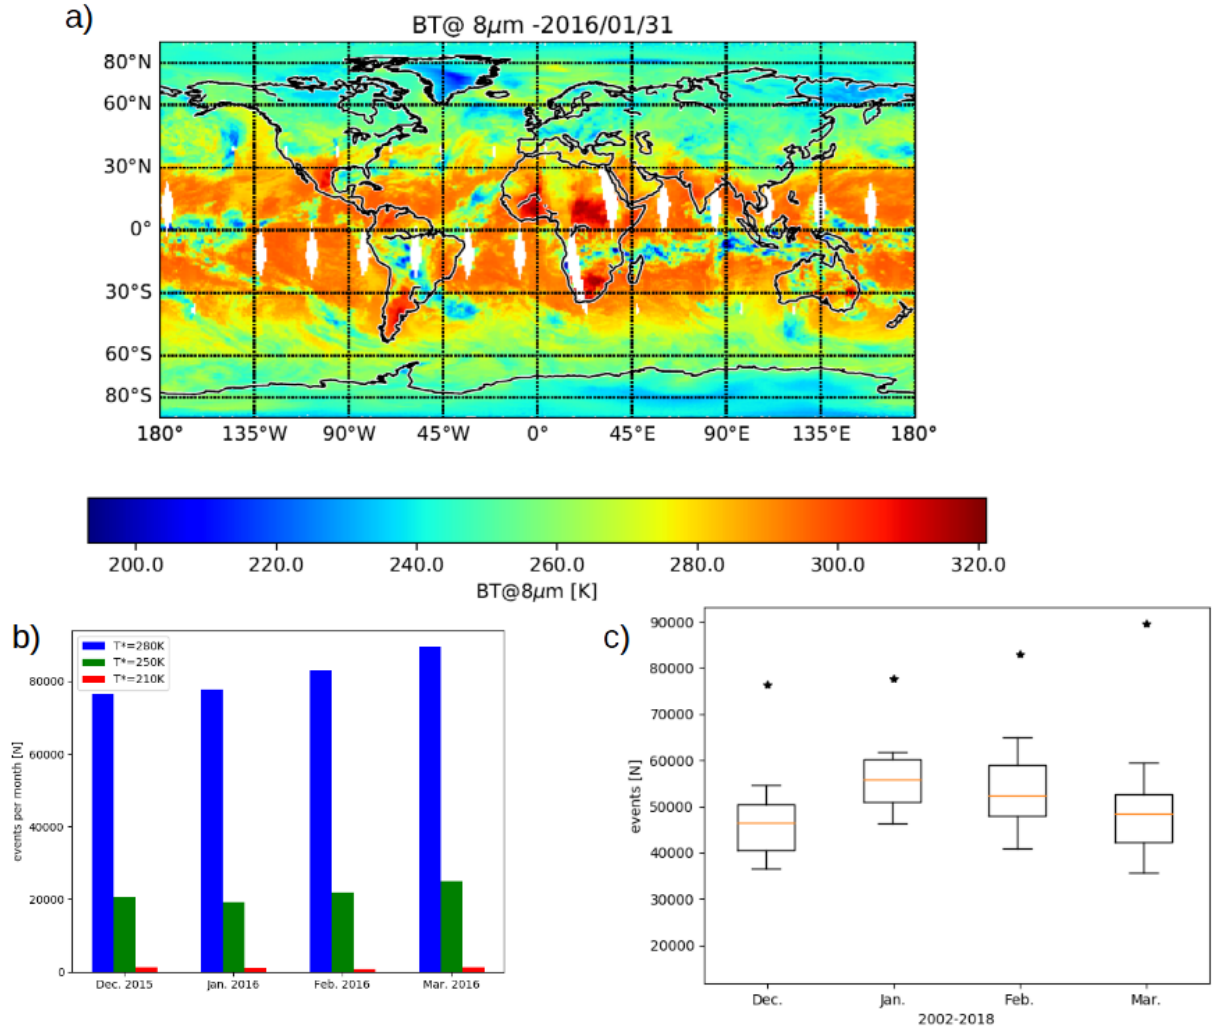 a)
BT@ 8μm -2016/01/31
80°N
60°N
30°N
0°
30°S
60°S
80°S
180° 135°W 90°W 45°W 0° 45°E 90°E 135°E 180°
200.0 220.0 240.0 260.0 280.0 300.0 320.0
BT@8μm [K]
b)
T*=280K
T*=250K
T*=210K
events per month [N]
80000
60000
40000
20000
0
Dec. 2015 Jan. 2016 Feb. 2016 Mar. 2016
c)
events [N]
90000
80000
70000
60000
50000
40000
30000
20000
Dec. Jan. Feb. Mar.
2002-2018